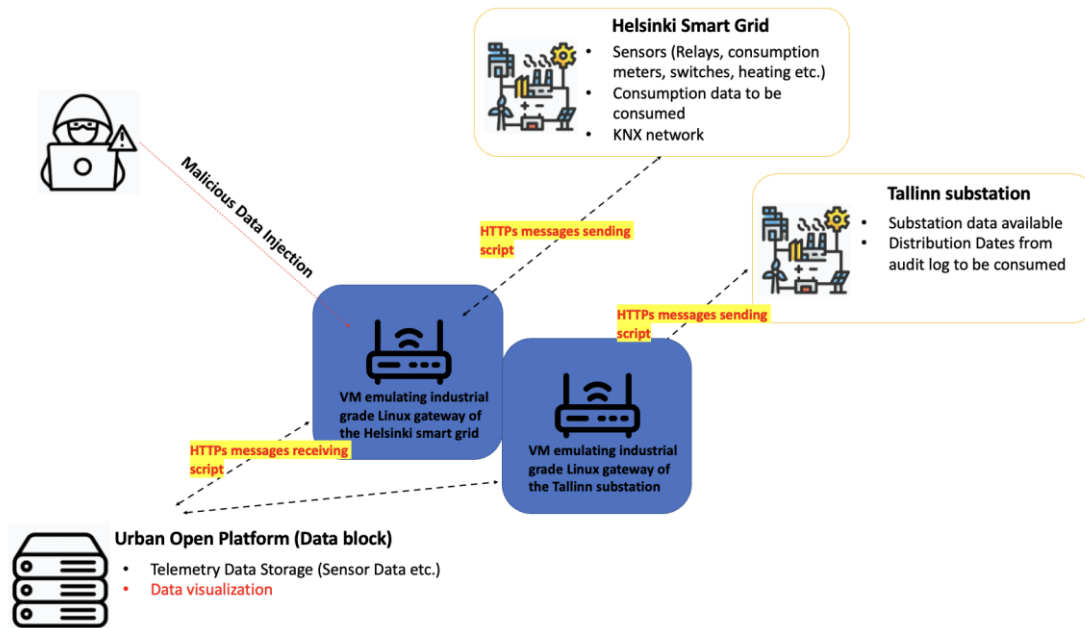 Helsinki Smart Grid
• Sensors (Relays, consumption
meters, switches, heating etc.)
• Consumption data to be
consumed
• KNX network
Malicious Data Injection
Tallinn substation
• Substation data available
• Distribution Dates from
audit log to be consumed
HTTPs messages sending
script
HTTPs messages sending
script
VM emulating industrial
grade Linux gateway of
the Helsinki smart grid
VM emulating industrial
grade Linux gateway of
the Tallinn substation
HTTPs messages receiving
script
Urban Open Platform (Data block)
• Telemetry Data Storage (Sensor Data etc.)
• Data visualization